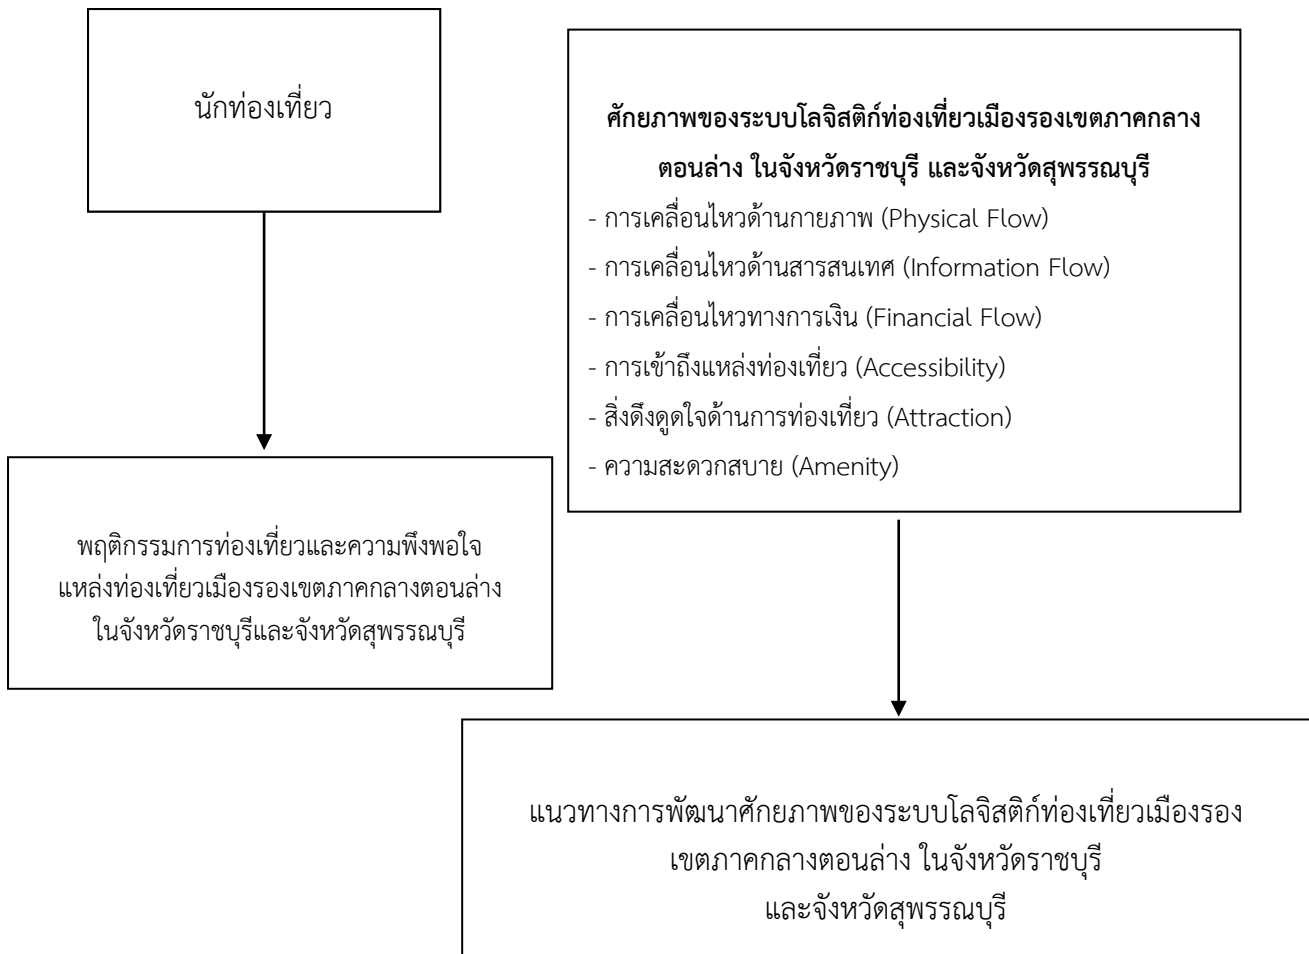 นักท่องเที่ยว
ศักยภาพของระบบโลจิสติก์ท่องเที่ยวเมืองรองเขตภาคกลาง
ตอนล่าง ในจังหวัดราชบุรี และจังหวัดสุพรรณบุรี
- การเคลื่อนไหวด้านกายภาพ (Physical Flow)
- การเคลื่อนไหวด้านสารสนเทศ (Information Flow)
- การเคลื่อนไหวทางการเงิน (Financial Flow)
- การเข้าถึงแหล่งท่องเที่ยว (Accessibility)
- สิ่งดึงดูดใจด้านการท่องเที่ยว (Attraction)
- ความสะดวกสบาย (Amenity)
พฤติกรรมการท่องเที่ยวและความพึงพอใจ
แหล่งท่องเที่ยวเมืองรองเขตภาคกลางตอนล่าง
ในจังหวัดราชบุรีและจังหวัดสุพรรณบุรี
แนวทางการพัฒนาศักยภาพของระบบโลจิสติก์ท่องเที่ยวเมืองรอง
เขตภาคกลางตอนล่าง ในจังหวัดราชบุรี
และจังหวัดสุพรรณบุรี